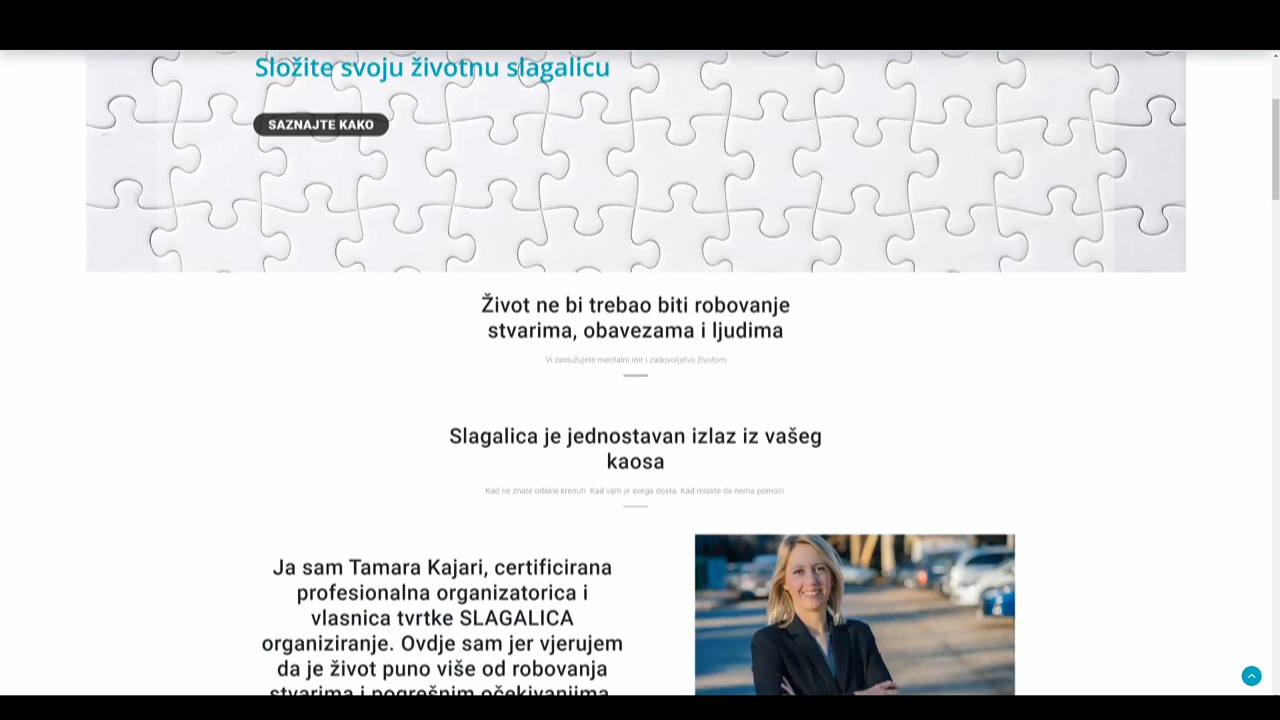 Složite svoju životnu slagalicu
SAZNAJTE KAKO
Život ne bi trebao biti robovanje
stvarima, obavezama i ljudima
Vi zaslužujete mentalni mir i zadovoljstvo životom
Slagalica je jednostavan izlaz iz vašeg
kaosa
Kad ne znate odakle krenuti. Kad vam je svega dosta. Kad mislite da nema pomoći.
Ja sam Tamara Kajari, certificirana
profesionalna organizatorica i
vlasnica tvrtke SLAGALICA
organiziranje. Ovdje sam jer vjerujem
da je život puno više od robovanja
stvarima i pogrešnim očekivanjima